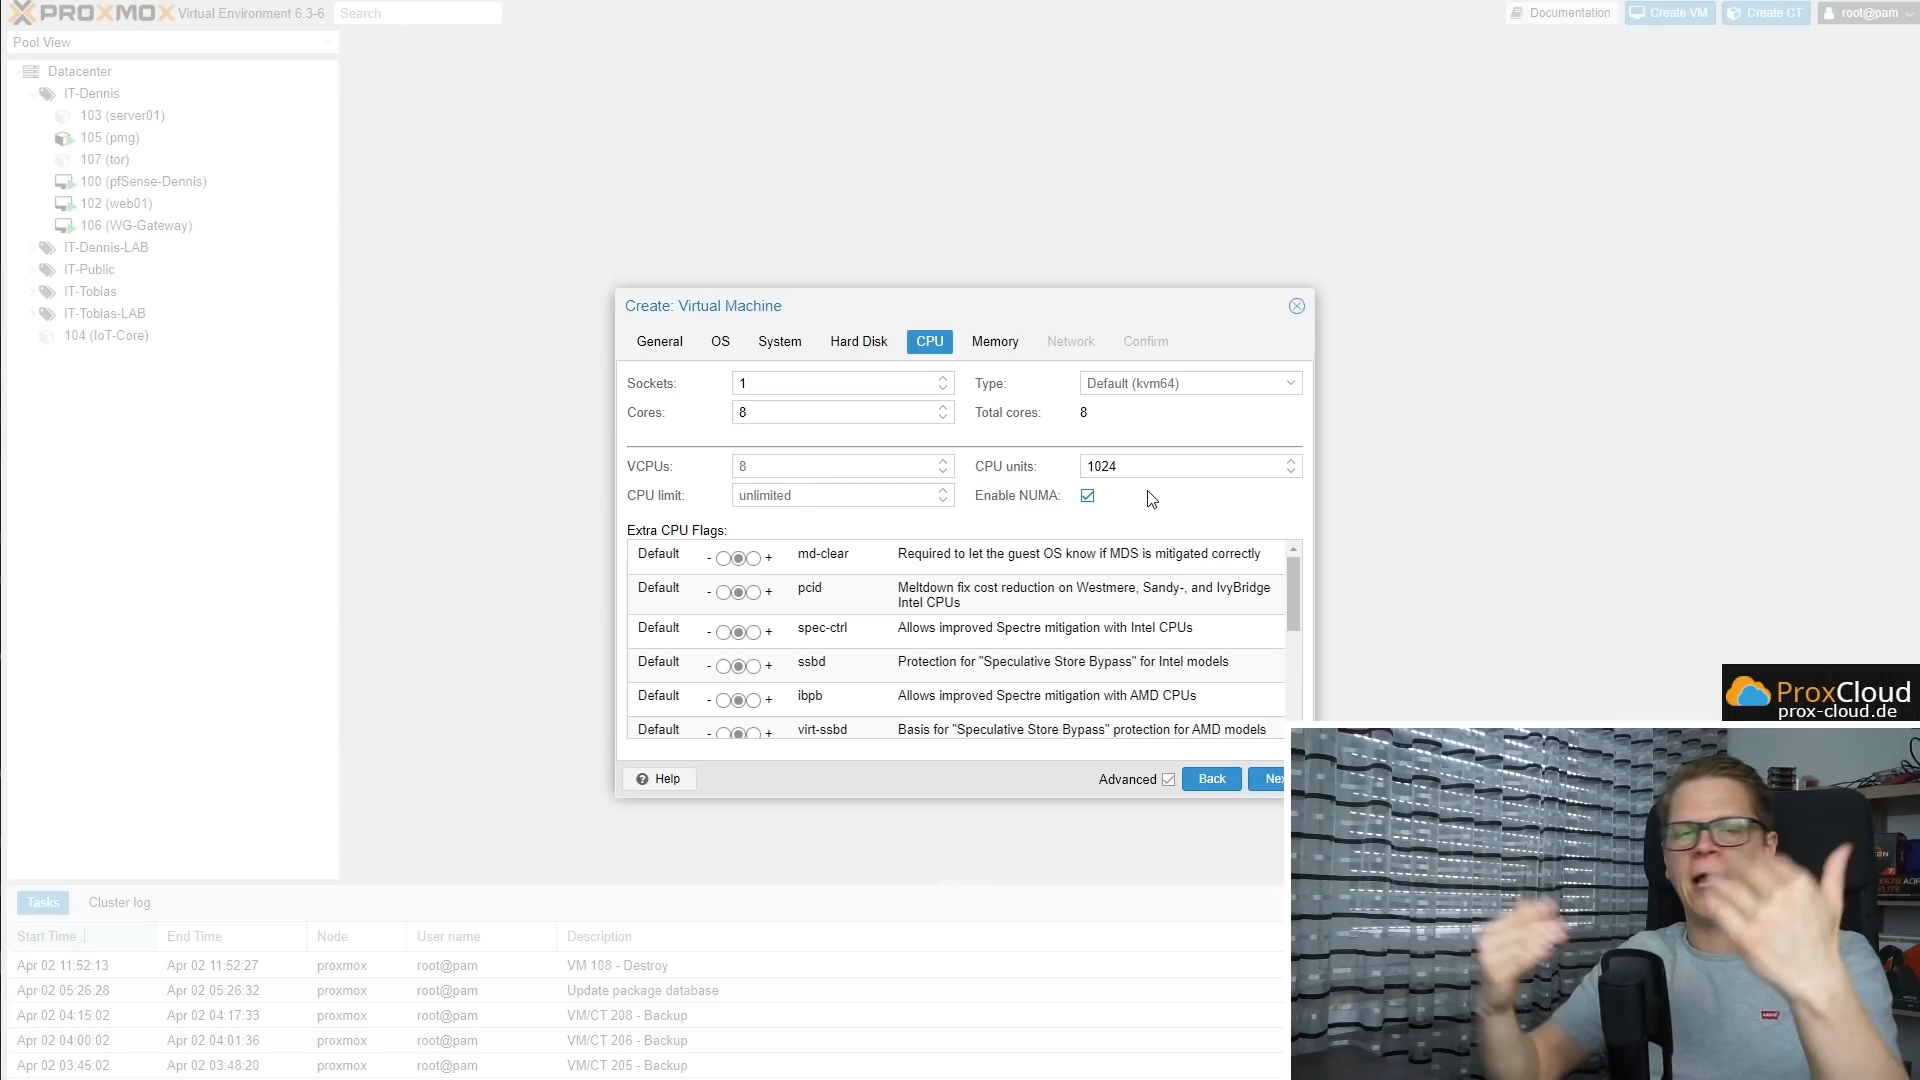 PROXMOX Virtual Environment 6.3-6 Search Documentation Create VM Create CT root@pam
Pool View
Datacenter
IT-Dennis
103 (server01)
105 (pmg)
107 (tor)
100 (pfSense-Dennis)
102 (web01)
106 (WG-Gateway)
IT-Dennis-LAB
IT-Public
IT-Tobias
IT-Tobias-LAB
104 (IoT-Core)
Create: Virtual Machine
General OS System Hard Disk CPU Memory Network Confirm
Sockets: 1 Type: Default (kvm64)
Cores: 8 Total cores: 8
VCPUs: 8 CPU units: 1024
CPU limit: unlimited Enable NUMA:
Extra CPU Flags:
Default - + md-clear Required to let the guest OS know if MDS is mitigated correctly
Default - + pcid Meltdown fix cost reduction on Westmere, Sandy-, and IvyBridge
Intel CPUs
Default - + spec-ctrl Allows improved Spectre mitigation with Intel CPUs
Default - + ssbd Protection for "Speculative Store Bypass" for Intel models
Default - + ibpb Allows improved Spectre mitigation with AMD CPUs
Default - + virt-ssbd Basis for "Speculative Store Bypass" protection for AMD models
Help Advanced Back Nex
ProxCloud
prox-cloud.de
Tasks Cluster log
Start Time End Time Node User name Description
Apr 02 11:52:13 Apr 02 11:52:27 proxmox root@pam VM 108 - Destroy
Apr 02 05:26:28 Apr 02 05:26:32 proxmox root@pam Update package database
Apr 02 04:15:02 Apr 02 04:17:33 proxmox root@pam VM/CT 208 - Backup
Apr 02 04:00:02 Apr 02 04:01:36 proxmox root@pam VM/CT 206 - Backup
Apr 02 03:45:02 Apr 02 03:48:20 proxmox root@pam VM/CT 205 - Backup